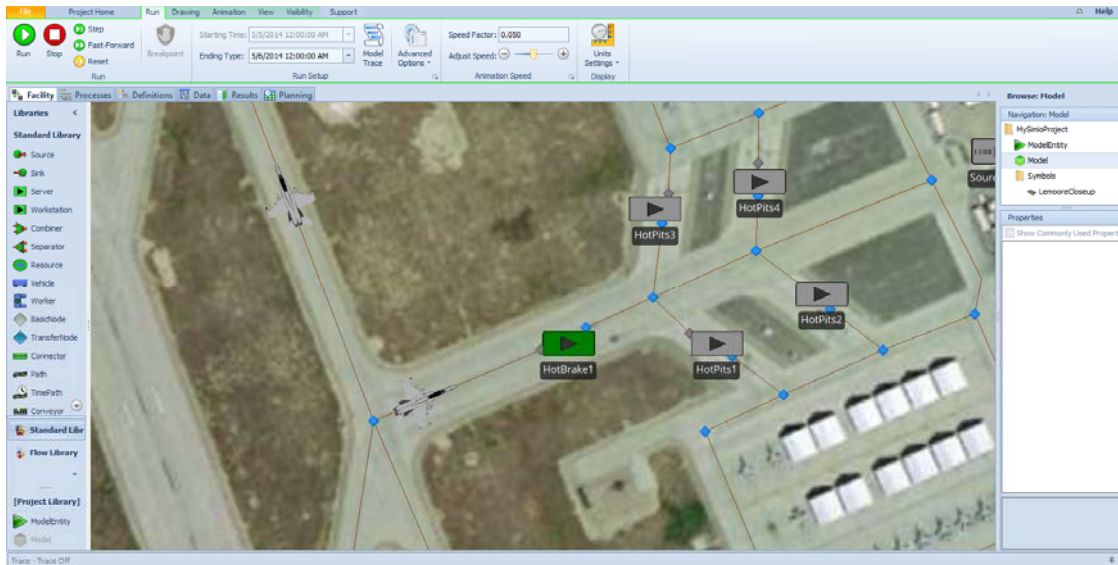 File Project Home Run Drawing Animation View Visibility Support Help
Run
Stop
Step
Fast-Forward
Reset
Run
Breakpoint
Starting Time: 5/5/2014 12:00:00 AM
Ending Type: 5/6/2014 12:00:00 AM
Model
Trace
Advanced
Options
Run Setup
Speed Factor: 0.050
Adjust Speed:
Animation Speed
Units
Settings
Display
Facility Processes Definitions Data Results Planning
Libraries
Standard Library
Source
Sink
Server
Workstation
Combiner
Separator
Resource
Vehicle
Worker
BasicNode
TransferNode
Connector
Path
TimePath
Conveyor
Standard Libr
Flow Library
[Project Library]
ModelEntity
Model
HotPits3
HotPits4
HotPits2
HotBrake1
HotPits1
Sourc
Browse: Model
Navigation: Model
MySimioProject
ModelEntity
Model
Symbols
LemooreCloseup
Properties
Show Commonly Used Propert
Trace - Trace Off